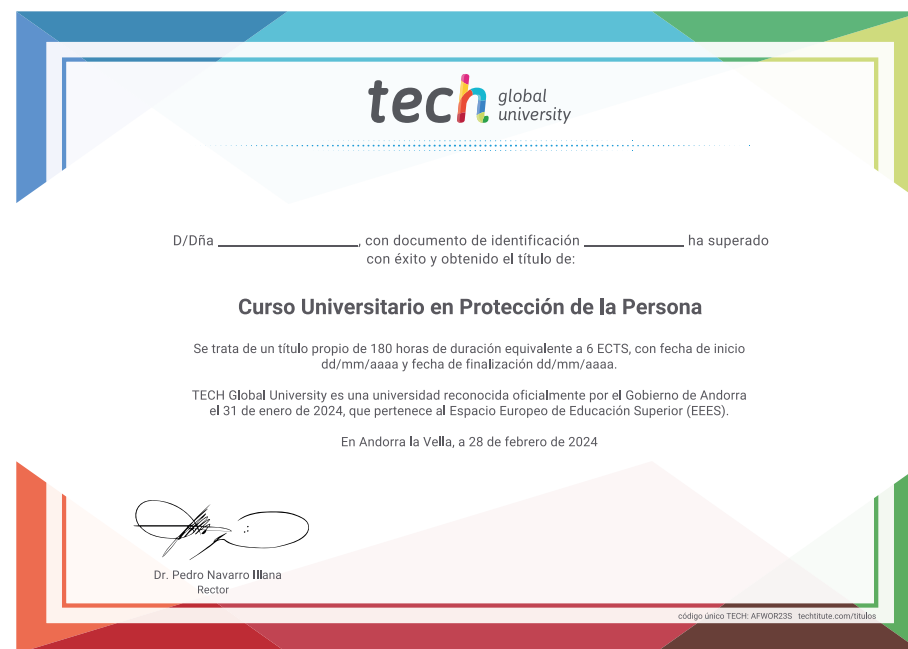 tech global
university
D/Dña ____________________, con documento de identificación ______________ ha superado
con éxito y obtenido el título de:
Curso Universitario en Protección de la Persona
Se trata de un título propio de 180 horas de duración equivalente a 6 ECTS, con fecha de inicio
dd/mm/aaaa y fecha de finalización dd/mm/aaaa.
TECH Global University es una universidad reconocida oficialmente por el Gobierno de Andorra
el 31 de enero de 2024, que pertenece al Espacio Europeo de Educación Superior (EEES).
En Andorra la Vella, a 28 de febrero de 2024
Dr. Pedro Navarro Illana
Rector
código único TECH: AFWOR23S techtitute.com/titulos